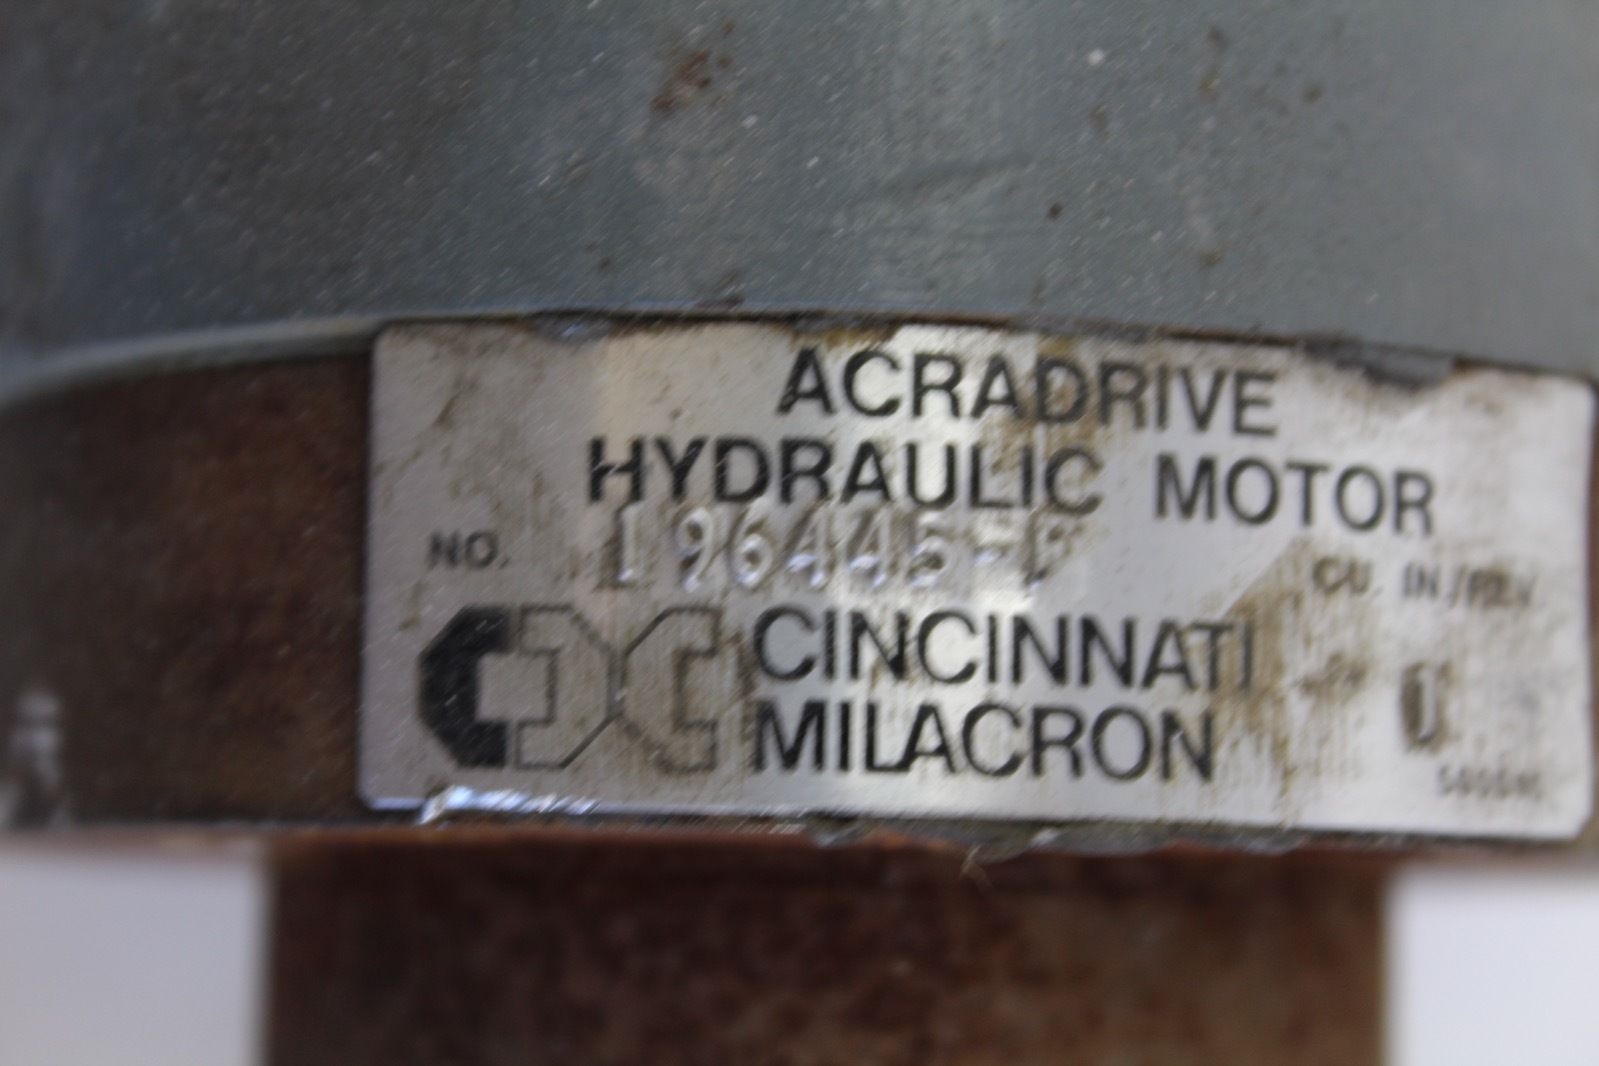 ACRADRIVE
HYDRAULIC MOTOR
NO.
CU. IN./REV
CINCINNATI
MILACRON